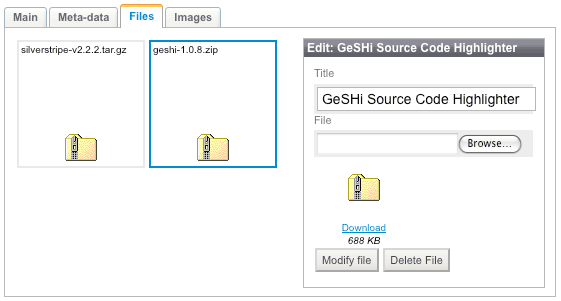 Main
Meta-data
Files
Images
silverstripe-v2.2.2.tar.gz
geshi-1.0.8.zip
Edit: GeSHi Source Code Highlighter
Title
GeSHi Source Code Highlighter
File
Browse...
Download
688 KB
Modify file
Delete File